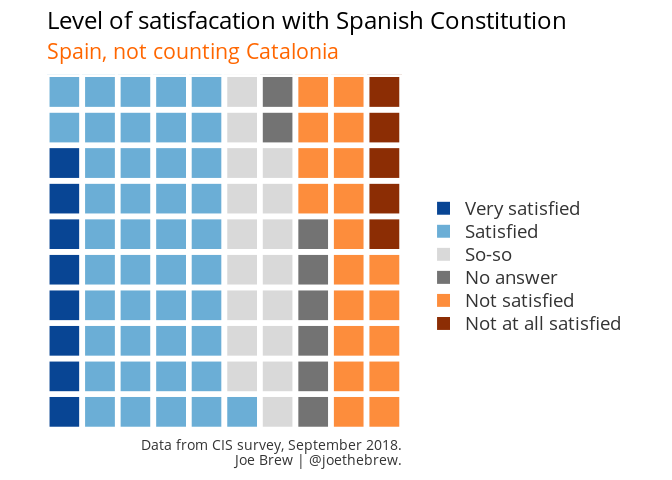 Level of satisfacation with Spanish Constitution
Spain, not counting Catalonia
Very satisfied
Satisfied
So-so
No answer
Not satisfied
Not at all satisfied
Data from CIS survey, September 2018.
Joe Brew | @joethebrew.